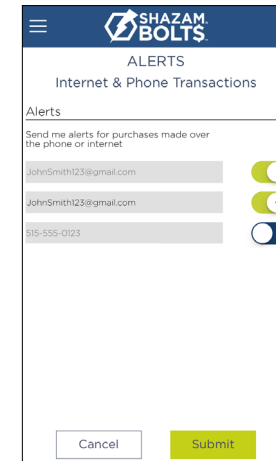 SHAZAM.
BOLT$
ALERTS
Internet & Phone Transactions
Alerts
Send me alerts for purchases made over
the phone or internet
JohnSmith123@gmail.com
JohnSmith123@gmail.com
515-555-0123
Cancel
Submit